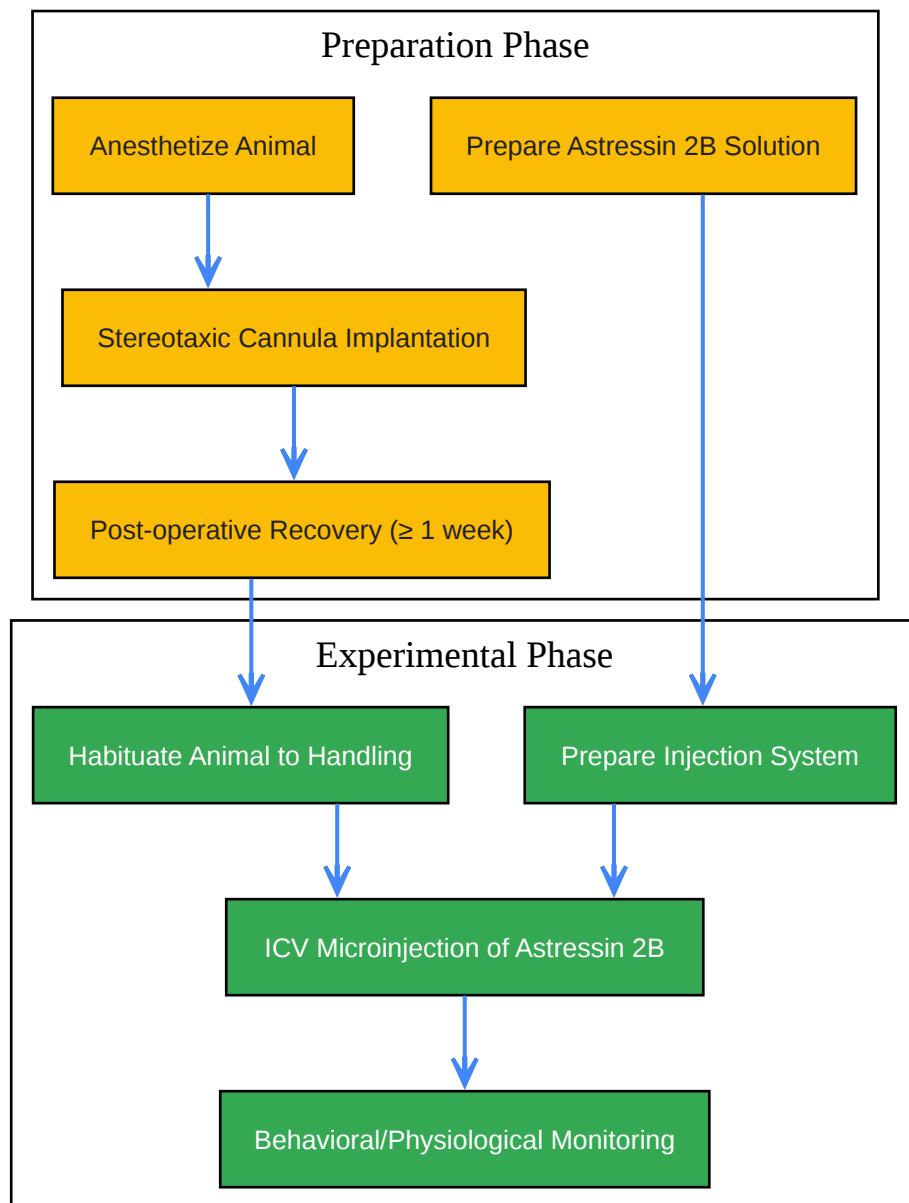 Preparation Phase
Anesthetize Animal
Prepare Astressin 2B Solution
Stereotaxic Cannula Implantation
Post-operative Recovery (≥ 1 week)
Experimental Phase
Habituate Animal to Handling
Prepare Injection System
ICV Microinjection of Astressin 2B
Behavioral/Physiological Monitoring